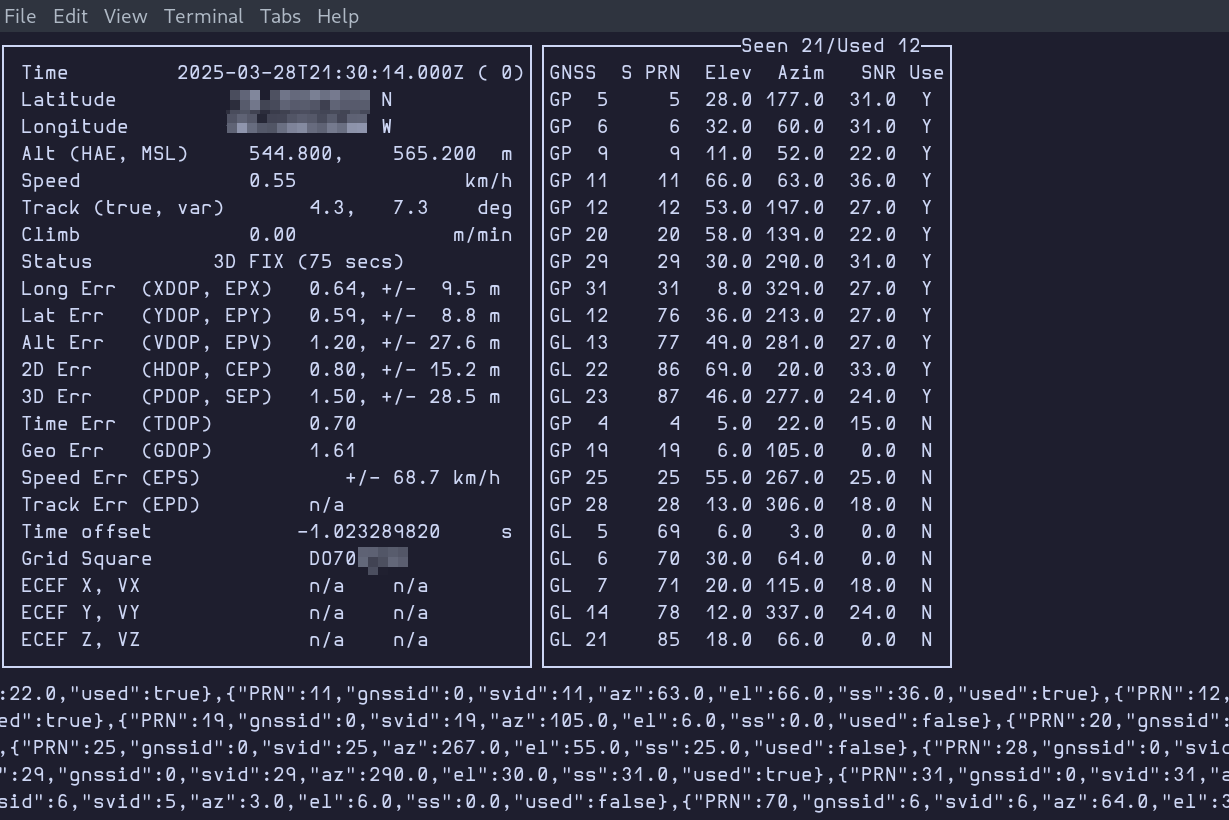 File Edit View Terminal Tabs Help
Seen 21/Used 12
Time 2025-03-28T21:30:14.000Z ( 0)
GNSS S PRN Elev Azim SNR Use
Latitude N
GP 5 5 28.0 177.0 31.0 Y
Longitude W
GP 6 6 32.0 60.0 31.0 Y
Alt (HAE, MSL) 544.800, 565.200 m
GP 9 9 11.0 52.0 22.0 Y
Speed 0.55 km/h
GP 11 11 66.0 63.0 36.0 Y
Track (true, var) 4.3, 7.3 deg
GP 12 12 53.0 197.0 27.0 Y
Climb 0.00 m/min
GP 20 20 58.0 139.0 22.0 Y
Status 3D FIX (75 secs)
GP 29 29 30.0 290.0 31.0 Y
Long Err (XDOP, EPX) 0.64, +/- 9.5 m
GP 31 31 8.0 329.0 27.0 Y
Lat Err (YDOP, EPY) 0.59, +/- 8.8 m
GL 12 76 36.0 213.0 27.0 Y
Alt Err (VDOP, EPV) 1.20, +/- 27.6 m
GL 13 77 49.0 281.0 27.0 Y
2D Err (HDOP, CEP) 0.80, +/- 15.2 m
GL 22 86 69.0 20.0 33.0 Y
3D Err (PDOP, SEP) 1.50, +/- 28.5 m
GL 23 87 46.0 277.0 24.0 Y
Time Err (TDOP) 0.70
GP 4 4 5.0 22.0 15.0 N
Geo Err (GDOP) 1.61
GP 19 19 6.0 105.0 0.0 N
Speed Err (EPS) +/- 68.7 km/h
GP 25 25 55.0 267.0 25.0 N
Track Err (EPD) n/a
GP 28 28 13.0 306.0 18.0 N
Time offset -1.023289820 s
GL 5 69 6.0 3.0 0.0 N
Grid Square DO70
GL 6 70 30.0 64.0 0.0 N
ECEF X, VX n/a n/a
GL 7 71 20.0 115.0 18.0 N
ECEF Y, VY n/a n/a
GL 14 78 12.0 337.0 24.0 N
ECEF Z, VZ n/a n/a
GL 21 85 18.0 66.0 0.0 N
:22.0,"used":true},{"PRN":11,"gnssid":0,"svid":11,"az":63.0,"el":66.0,"ss":36.0,"used":true},{"PRN":12,
ed":true},{"PRN":19,"gnssid":0,"svid":19,"az":105.0,"el":6.0,"ss":0.0,"used":false},{"PRN":20,"gnssid":
,{"PRN":25,"gnssid":0,"svid":25,"az":267.0,"el":55.0,"ss":25.0,"used":false},{"PRN":28,"gnssid":0,"svid
":29,"gnssid":0,"svid":29,"az":290.0,"el":30.0,"ss":31.0,"used":true},{"PRN":31,"gnssid":0,"svid":31,"a
sid":6,"svid":5,"az":3.0,"el":6.0,"ss":0.0,"used":false},{"PRN":70,"gnssid":6,"svid":6,"az":64.0,"el":3